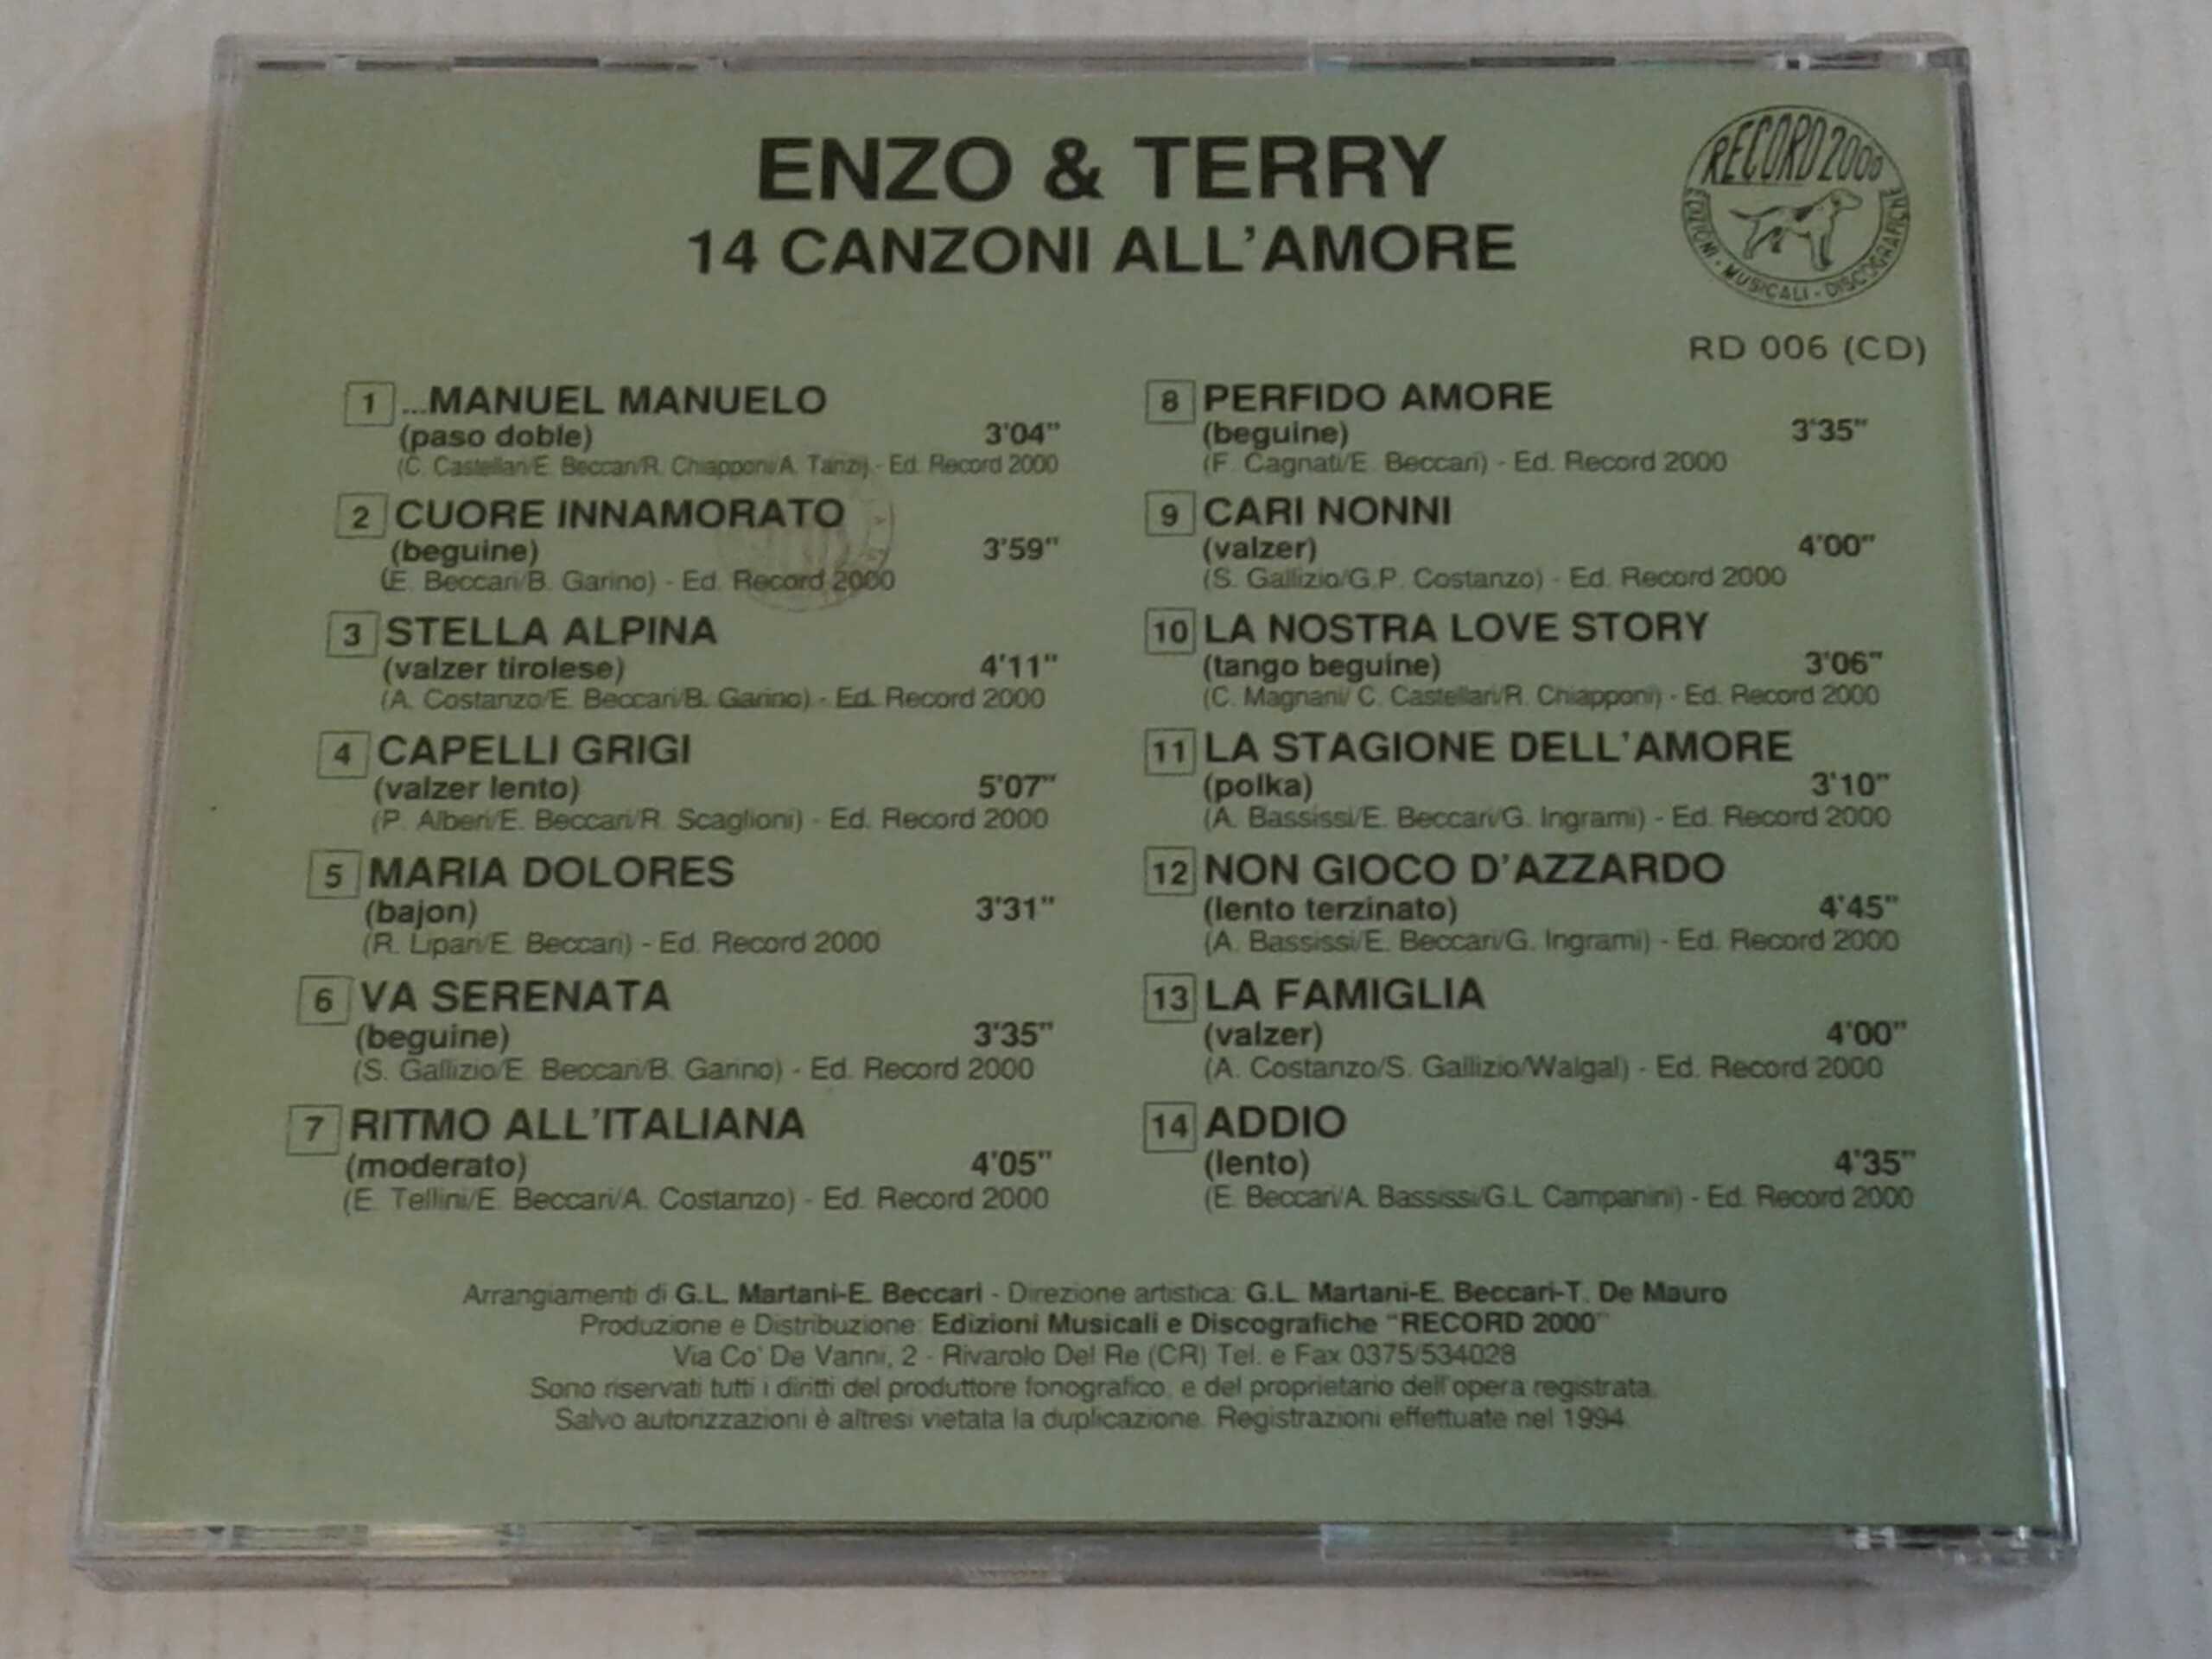 ENZO & TERRY
14 CANZONI ALL'AMORE
RECORD 2000
EDIZIONI - MUSICALI - DISCOGRAFICHE
RD 006 (CD)
1 ...MANUEL MANUELO
(paso doble) 3'04"
(C. Castellari/E. Beccari/R. Chiapponi/A. Tanzi) - Ed. Record 2000
2 CUORE INNAMORATO
(beguine) 3'59"
(E. Beccari/B. Garino) - Ed. Record 2000
3 STELLA ALPINA
(valzer tirolese) 4'11"
(A. Costanzo/E. Beccari/B. Garino) - Ed. Record 2000
4 CAPELLI GRIGI
(valzer lento) 5'07"
(P. Alberi/E. Beccari/R. Scaglioni) - Ed. Record 2000
5 MARIA DOLORES
(bajon) 3'31"
(R. Lipari/E. Beccari) - Ed. Record 2000
6 VA SERENATA
(beguine) 3'35"
(S. Gallizio/E. Beccari/B. Garino) - Ed. Record 2000
7 RITMO ALL'ITALIANA
(moderato) 4'05"
(E. Tellini/E. Beccari/A. Costanzo) - Ed. Record 2000
8 PERFIDO AMORE
(beguine) 3'35"
(F. Cagnati/E. Beccari) - Ed. Record 2000
9 CARI NONNI
(valzer) 4'00"
(S. Gallizio/G.P. Costanzo) - Ed. Record 2000
10 LA NOSTRA LOVE STORY
(tango beguine) 3'06"
(C. Magnani/ C. Castellari/R. Chiapponi) - Ed. Record 2000
11 LA STAGIONE DELL'AMORE
(polka) 3'10"
(A. Bassissi/E. Beccari/G. Ingrami) - Ed. Record 2000
12 NON GIOCO D'AZZARDO
(lento terzinato) 4'45"
(A. Bassissi/E. Beccari/G. Ingrami) - Ed. Record 2000
13 LA FAMIGLIA
(valzer) 4'00"
(A. Costanzo/S. Gallizio/Walgal) - Ed. Record 2000
14 ADDIO
(lento) 4'35"
(E. Beccari/A. Bassissi/G.L. Campanini) - Ed. Record 2000
Arrangiamenti di G.L. Martani-E. Beccari - Direzione artistica: G.L. Martani-E. Beccari-T. De Mauro
Produzione e Distribuzione: Edizioni Musicali e Discografiche "RECORD 2000"
Via Co' De Vanni, 2 - Rivarolo Del Re (CR) Tel. e Fax 0375/534028
Sono riservati tutti i diritti del produttore fonografico, e del proprietario dell'opera registrata.
Salvo autorizzazioni è altresì vietata la duplicazione. Registrazioni effettuate nel 1994